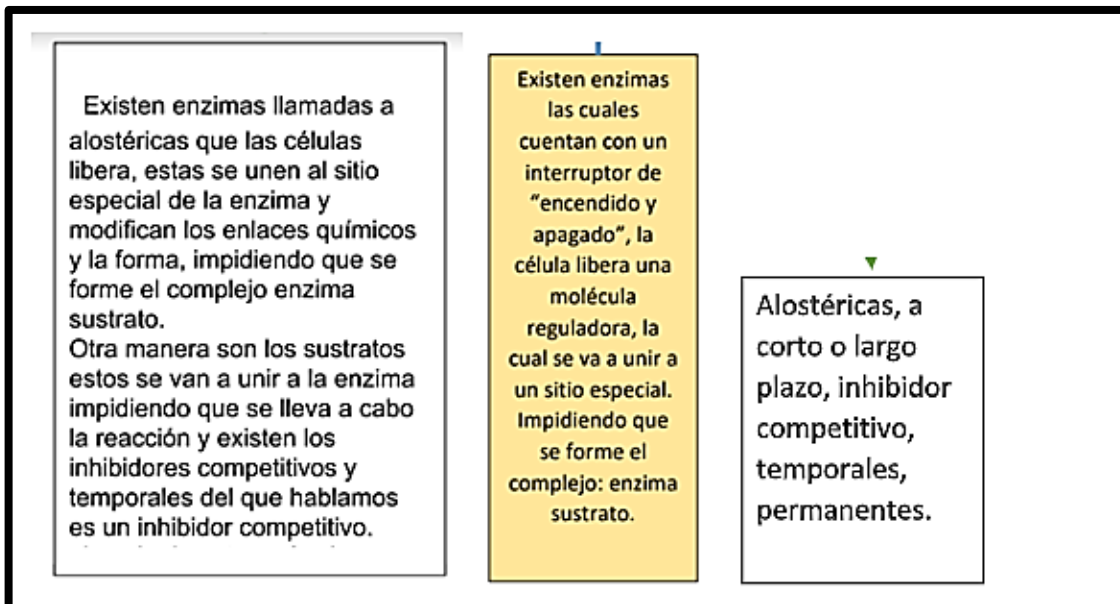 Existen enzimas llamadas a
alostéricas que las células
libera, estas se unen al sitio
especial de la enzima y
modifican los enlaces químicos
y la forma, impidiendo que se
forme el complejo enzima
sustrato.
Otra manera son los sustratos
estos se van a unir a la enzima
impidiendo que se lleva a cabo
la reacción y existen los
inhibidores competitivos y
temporales del que hablamos
es un inhibidor competitivo.
Existen enzimas
las cuales
cuentan con un
interruptor de
“encendido y
apagado”, la
célula libera una
molécula
reguladora, la
cual se va a unir a
un sitio especial.
Impidiendo que
se forme el
complejo: enzima
sustrato.
Alostéricas, a
corto o largo
plazo, inhibidor
competitivo,
temporales,
permanentes.